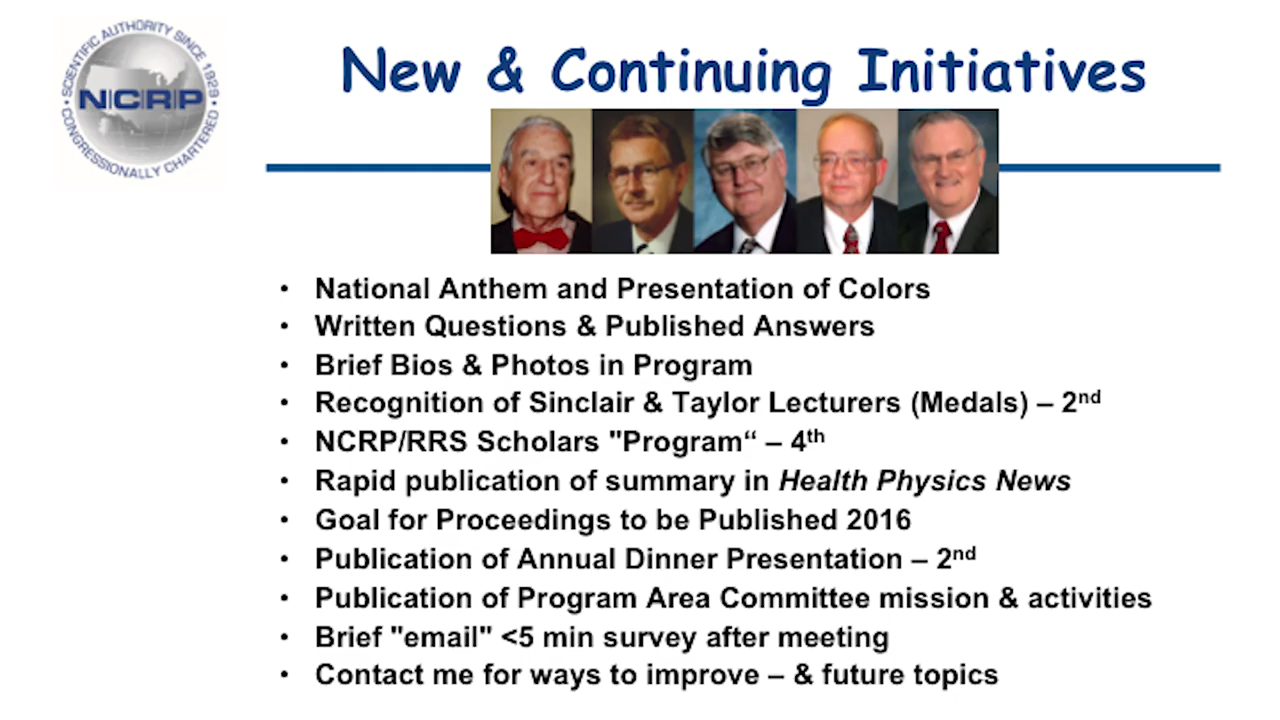 SCIENTIFIC AUTHORITY SINCE 1929
NCRP
CONGRESSIONALLY CHARTERED
New & Continuing Initiatives
• National Anthem and Presentation of Colors
• Written Questions & Published Answers
• Brief Bios & Photos in Program
• Recognition of Sinclair & Taylor Lecturers (Medals) – 2nd
• NCRP/RRS Scholars "Program“ – 4th
• Rapid publication of summary in Health Physics News
• Goal for Proceedings to be Published 2016
• Publication of Annual Dinner Presentation – 2nd
• Publication of Program Area Committee mission & activities
• Brief "email" <5 min survey after meeting
• Contact me for ways to improve – & future topics